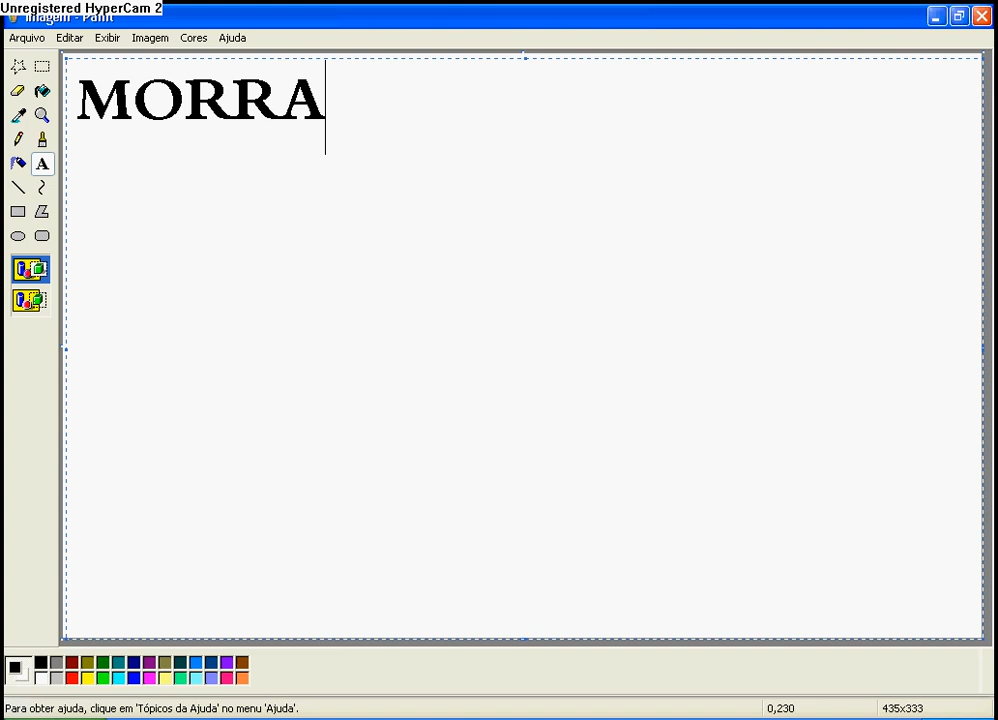 Unregistered HyperCam 2
Imagem - Paint
Arquivo Editar Exibir Imagem Cores Ajuda
MORRA
A
Para obter ajuda, clique em 'Tópicos da Ajuda' no menu 'Ajuda'.
0,230
435x333